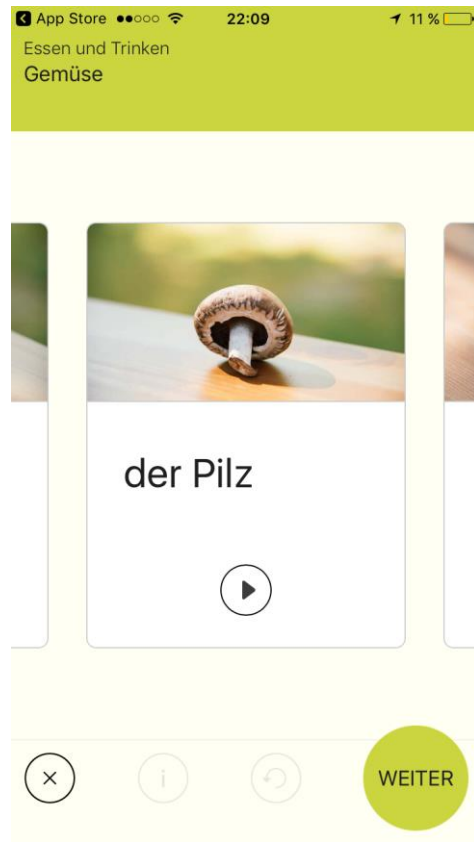 App Store 22:09 11 %
Essen und Trinken
Gemüse
der Pilz
WEITER